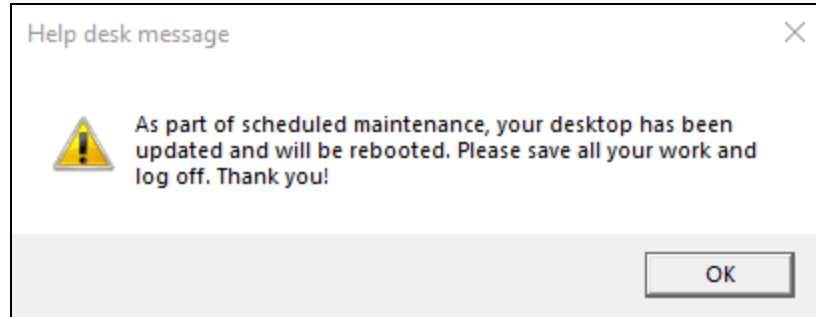 Help desk message
As part of scheduled maintenance, your desktop has been
updated and will be rebooted. Please save all your work and
log off. Thank you!
OK